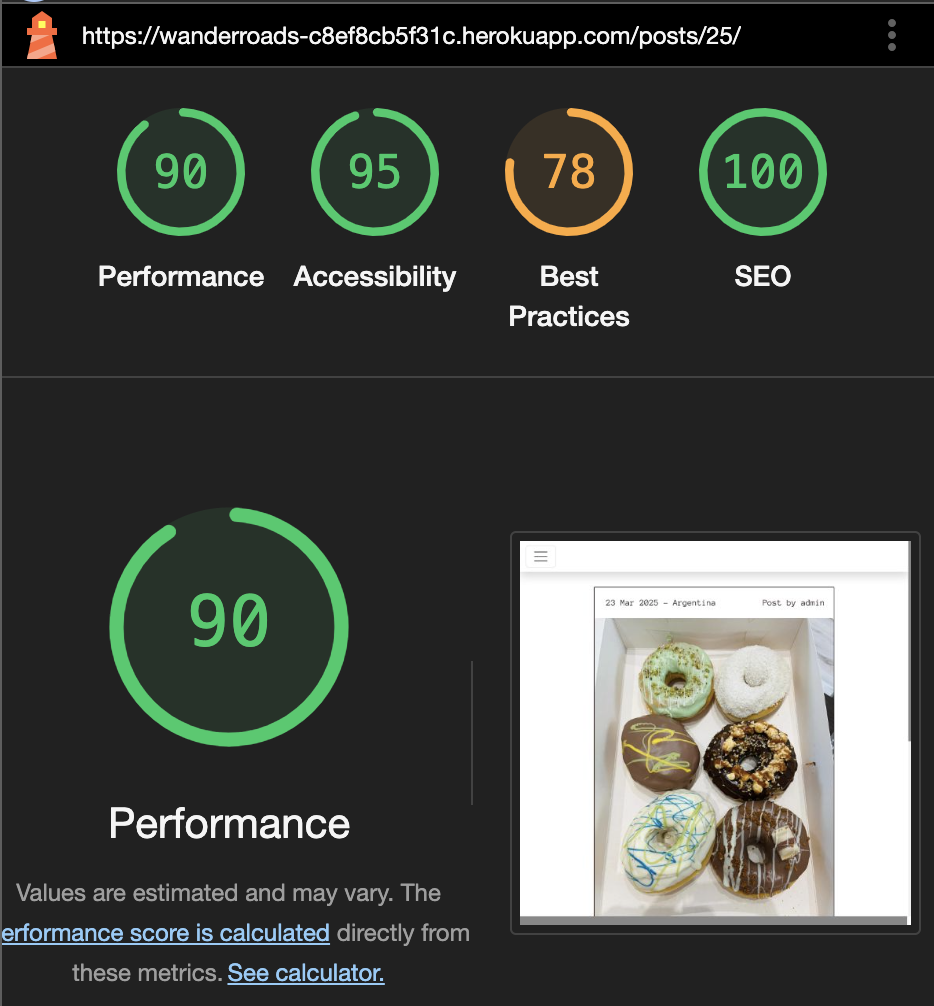 https://wanderroads-c8ef8cb5f31c.herokuapp.com/posts/25/
90
95
78
100
Performance
Accessibility
Best
Practices
SEO
90
Performance
Values are estimated and may vary. The
erformance score is calculated directly from
these metrics. See calculator.
23 Mar 2025 – Argentina
Post by admin